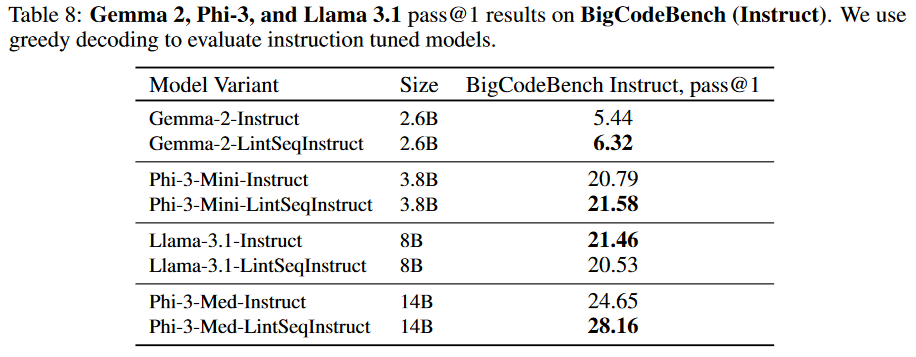 Table 8: Gemma 2, Phi-3, and Llama 3.1 pass@1 results on BigCodeBench (Instruct). We use
greedy decoding to evaluate instruction tuned models.
Model Variant Size BigCodeBench Instruct, pass@1
Gemma-2-Instruct 2.6B 5.44
Gemma-2-LintSeqInstruct 2.6B 6.32
Phi-3-Mini-Instruct 3.8B 20.79
Phi-3-Mini-LintSeqInstruct 3.8B 21.58
Llama-3.1-Instruct 8B 21.46
Llama-3.1-LintSeqInstruct 8B 20.53
Phi-3-Med-Instruct 14B 24.65
Phi-3-Med-LintSeqInstruct 14B 28.16